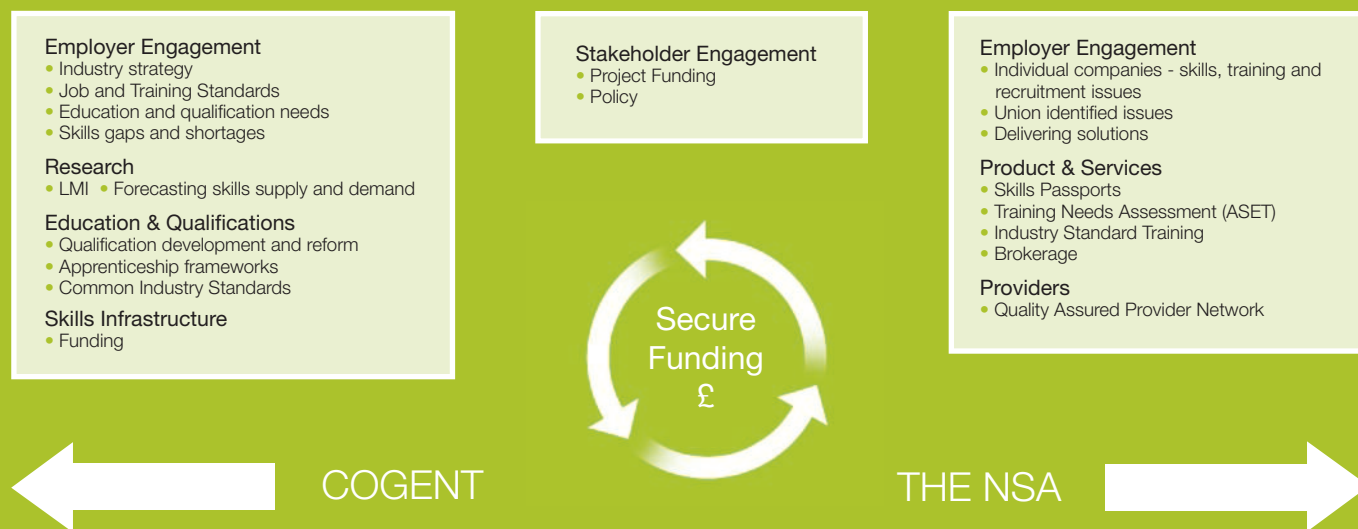 Employer Engagement
• Industry strategy
• Job and Training Standards
• Education and qualification needs
• Skills gaps and shortages
Research
• LMI • Forecasting skills supply and demand
Education & Qualifications
• Qualification development and reform
• Apprenticeship frameworks
• Common Industry Standards
Skills Infrastructure
• Funding
Stakeholder Engagement
• Project Funding
• Policy
Employer Engagement
• Individual companies - skills, training and
recruitment issues
• Union identified issues
• Delivering solutions
Product & Services
• Skills Passports
• Training Needs Assessment (ASET)
• Industry Standard Training
• Brokerage
Providers
• Quality Assured Provider Network
Secure
Funding
£
COGENT
THE NSA